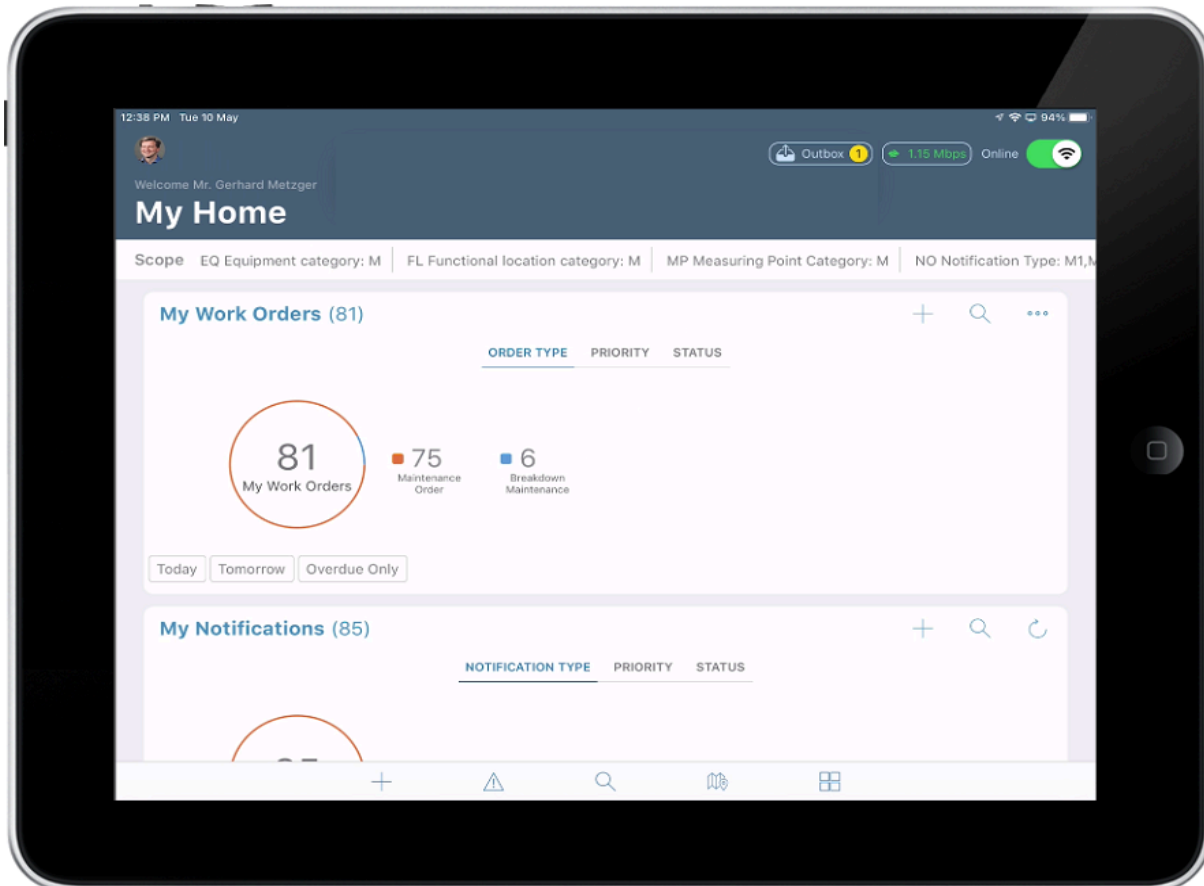 12:38 PM Tue 10 May 94%
Outbox 1 1.15 Mbps Online
Welcome Mr. Gerhard Metzger
My Home
Scope EQ Equipment category: M FL Functional location category: M MP Measuring Point Category: M NO Notification Type: M1,
My Work Orders (81)
ORDER TYPE PRIORITY STATUS
81
My Work Orders
75
Maintenance
Order
6
Breakdown
Maintenance
Today Tomorrow Overdue Only
My Notifications (85)
NOTIFICATION TYPE PRIORITY STATUS